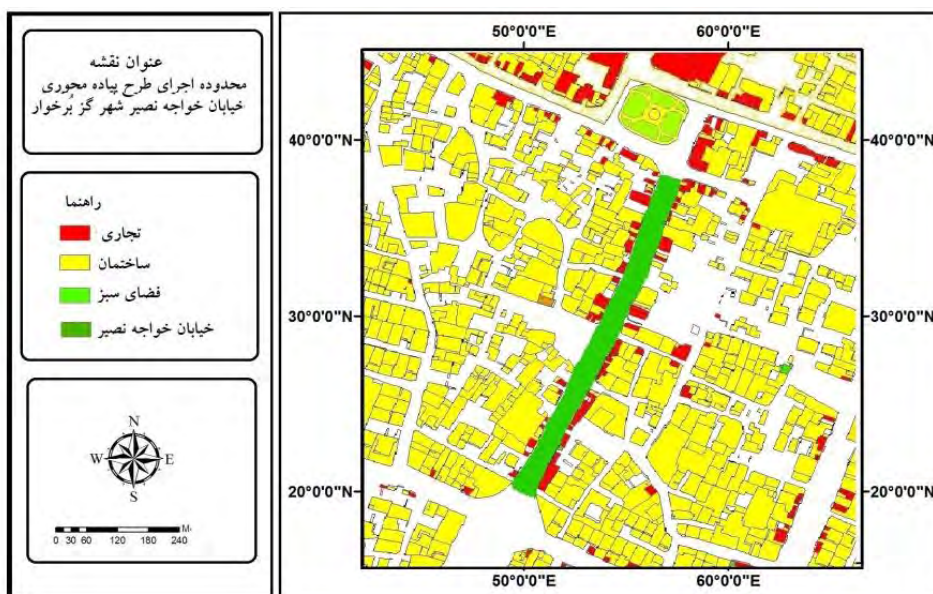 عنوان نقشه
محدوده اجرای طرح پیاده محوری
خیابان خواجه نصیر شهر گز بُرخوار
راهنما
تجاری
ساختمان
فضای سبز
خیابان خواجه نصیر
N
W E
S
M
0 30 60 120 180 240
50°0'0"E 60°0'0"E
40°0'0"N 40°0'0"N
30°0'0"N 30°0'0"N
20°0'0"N 20°0'0"N
50°0'0"E 60°0'0"E